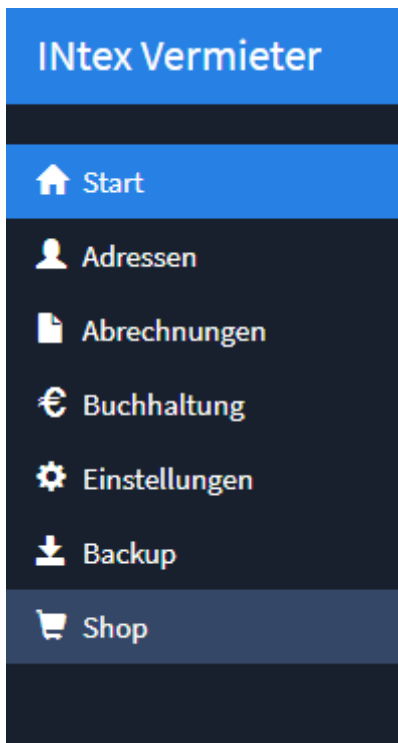 INtex Vermieter
Start
Adressen
Abrechnungen
Buchhaltung
Einstellungen
Backup
Shop